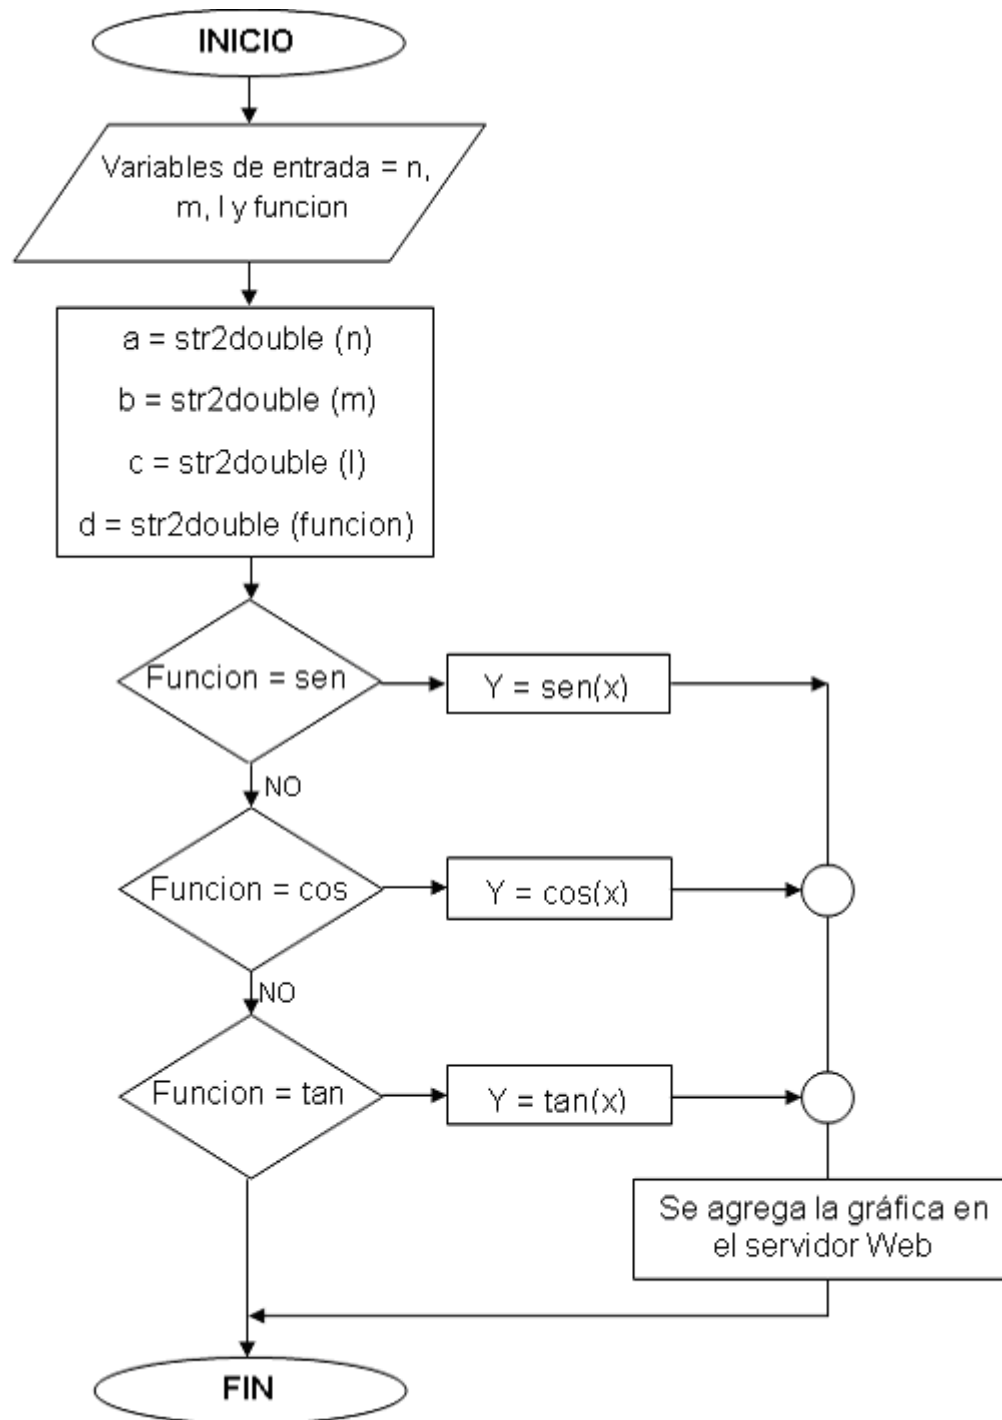 INICIO
Variables de entrada = n,
m, l y funcion
a = str2double (n)
b = str2double (m)
c = str2double (l)
d = str2double (funcion)
Funcion = sen
Y = sen(x)
NO
Funcion = cos
Y = cos(x)
NO
Funcion = tan
Y = tan(x)
Se agrega la gráfica en
el servidor Web
FIN